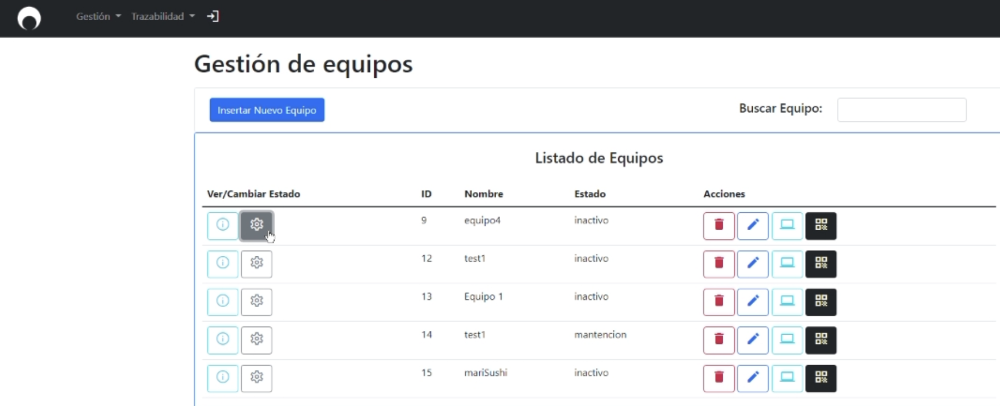 Gestión Trazabilidad
Gestión de equipos
Insertar Nuevo Equipo Buscar Equipo:
Listado de Equipos
Ver/Cambiar Estado ID Nombre Estado Acciones
9 equipo4 inactivo
12 test1 inactivo
13 Equipo 1 inactivo
14 test1 mantencion
15 mariSushi inactivo